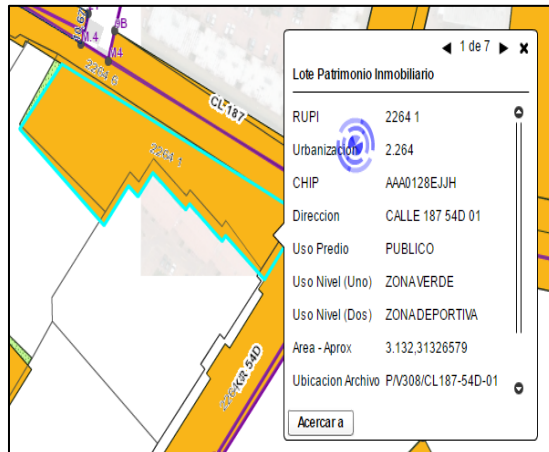 1 de 7
Lote Patrimonio Inmobiliario
RUPI 2264 1
Urbanización 2.264
CHIP AAA0128EJJH
Direccion CALLE 187 54D 01
Uso Predio PUBLICO
Uso Nivel (Uno) ZONAVERDE
Uso Nivel (Dos) ZONADEPORTIVA
Area - Aprox 3.132,31326579
Ubicacion Archivo P/V308/CL187-54D-01
Acercar a
M.4
M4
2264 6
CL 187
2264 1
KR 54D